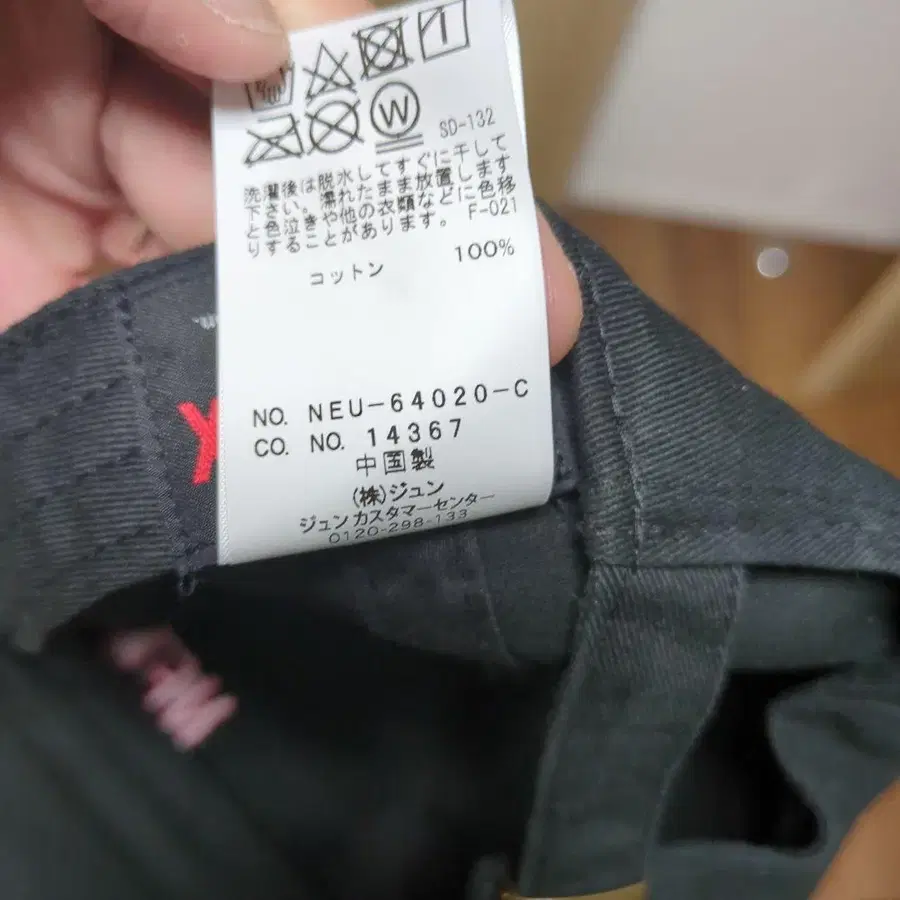 W
SD-132
洗濯後は脱水してすぐに干して
下さい。濡れたまま放置します
と色泣きや他の衣類などに色移
りすることがあります。 F-021
コットン 100%
NO. NEU-64020-C
CO. NO. 14367
中国製
(株)ジュン
ジュンカスタマーセンター
0120-298-133